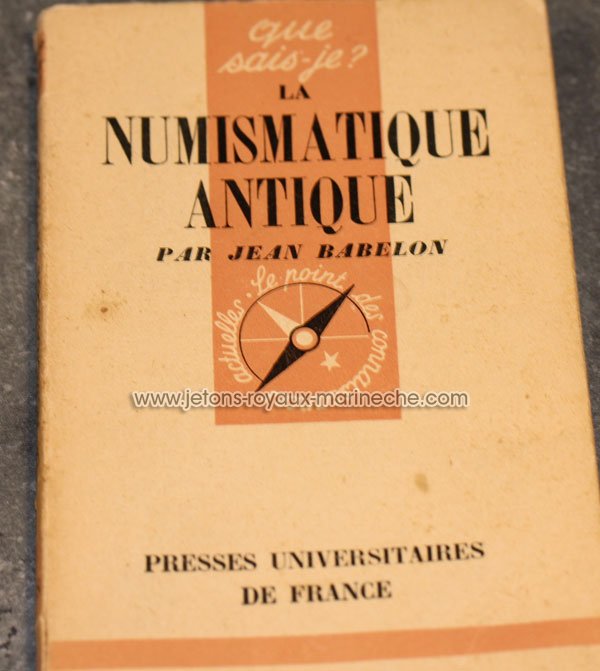 que
sais-je?
LA
NUMISMATIQUE
ANTIQUE
PAR JEAN BABELON
Le point des
actuelles.
www.jetons-royaux-marineche.com
PRESSES UNIVERSITAIRES
DE FRANCE